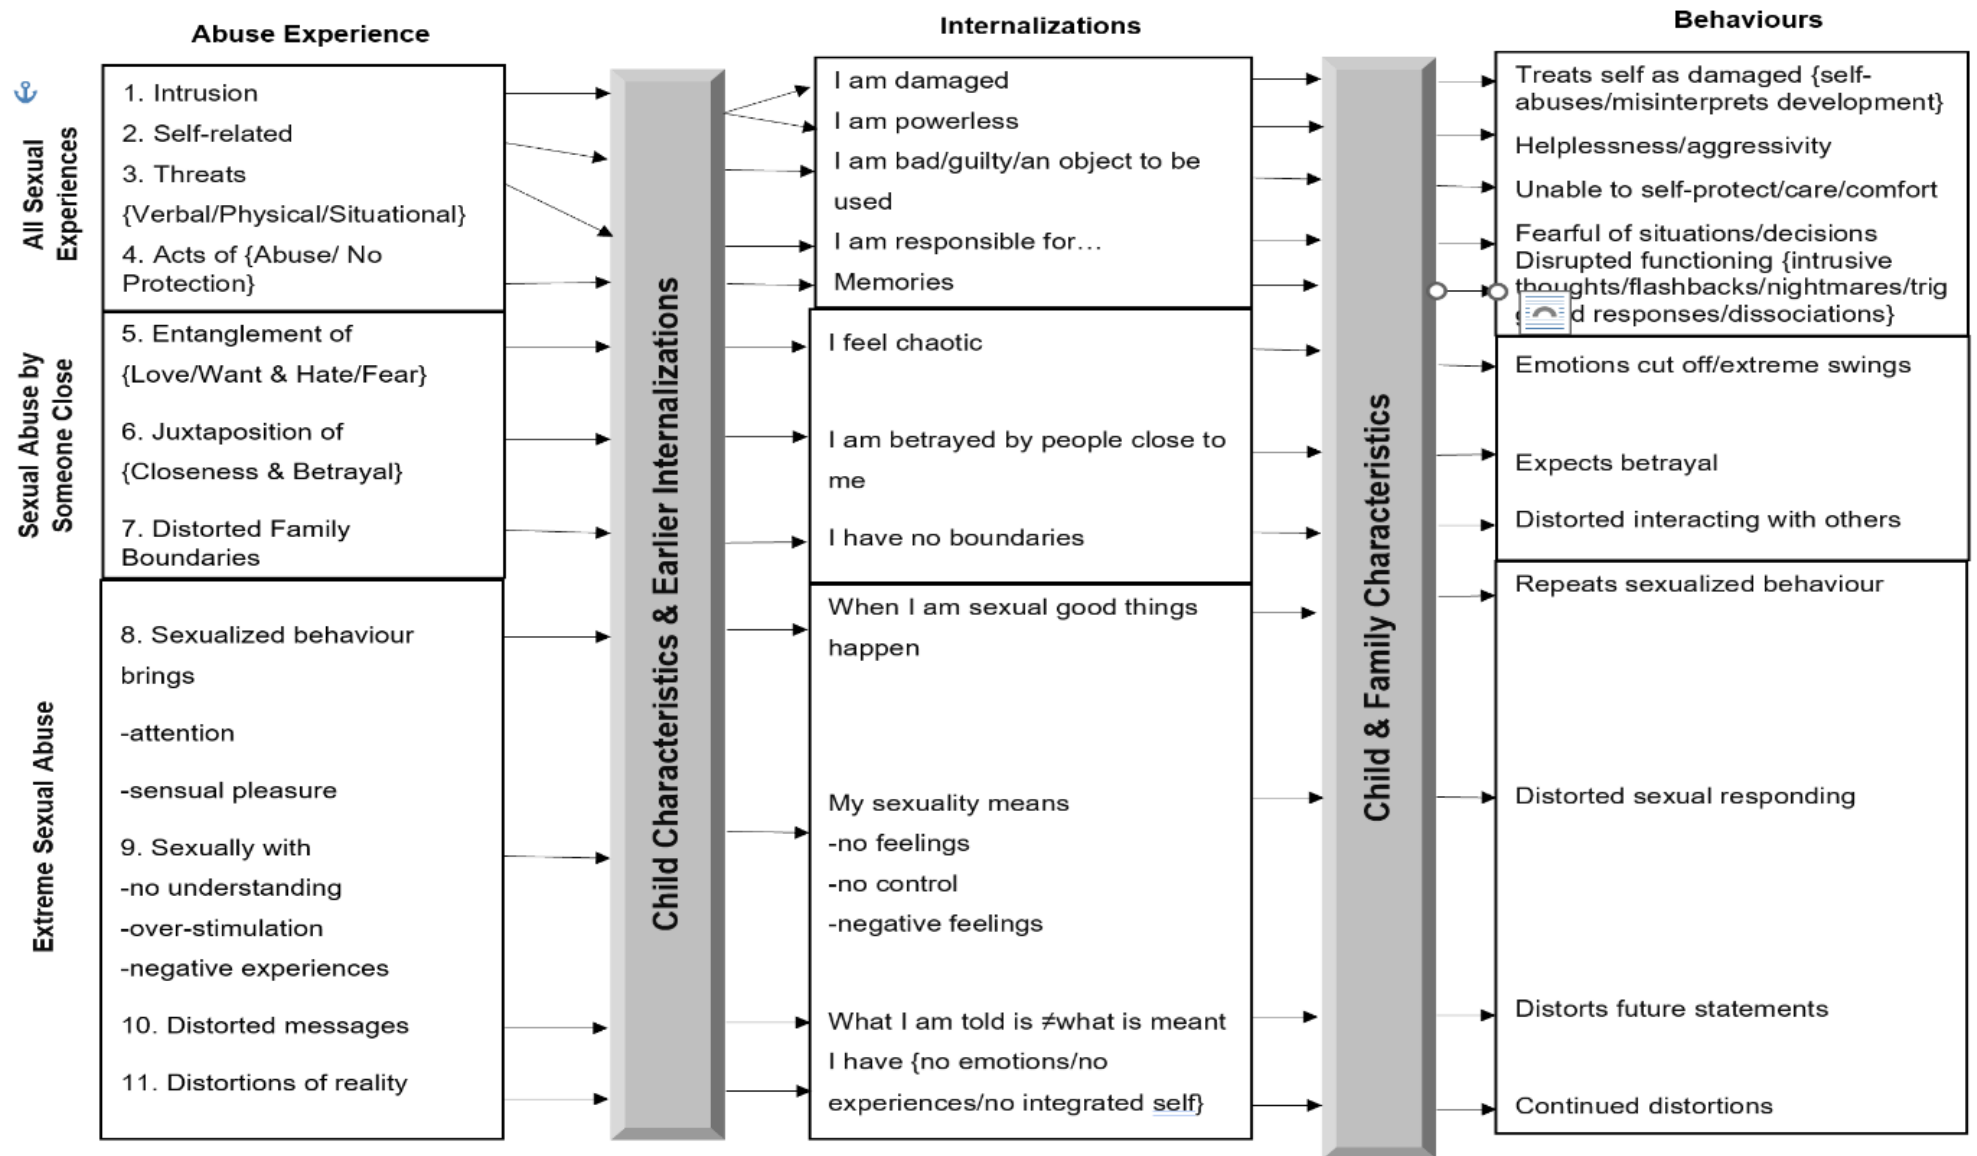 Abuse Experience
Internalizations
Behaviours
All Sexual
Experiences
1. Intrusion
2. Self-related
3. Threats
{Verbal/Physical/Situational}
4. Acts of {Abuse/ No
Protection}
Sexual Abuse by
Someone Close
5. Entanglement of
{Love/Want & Hate/Fear}
6. Juxtaposition of
{Closeness & Betrayal}
7. Distorted Family
Boundaries
Extreme Sexual Abuse
8. Sexualized behaviour
brings
-attention
-sensual pleasure
9. Sexually with
-no understanding
-over-stimulation
-negative experiences
10. Distorted messages
11. Distortions of reality
Child Characteristics & Earlier Internalizations
I am damaged
I am powerless
I am bad/guilty/an object to be
used
I am responsible for…
Memories
I feel chaotic
I am betrayed by people close to
me
I have no boundaries
When I am sexual good things
happen
My sexuality means
-no feelings
-no control
-negative feelings
What I am told is ≠what is meant
I have {no emotions/no
experiences/no integrated self}
Child & Family Characteristics
Treats self as damaged {self-
abuses/misinterprets development}
Helplessness/aggressivity
Unable to self-protect/care/comfort
Fearful of situations/decisions
Disrupted functioning {intrusive
thoughts/flashbacks/nightmares/trig
responses/dissociations}
Emotions cut off/extreme swings
Expects betrayal
Distorted interacting with others
Repeats sexualized behaviour
Distorted sexual responding
Distorts future statements
Continued distortions